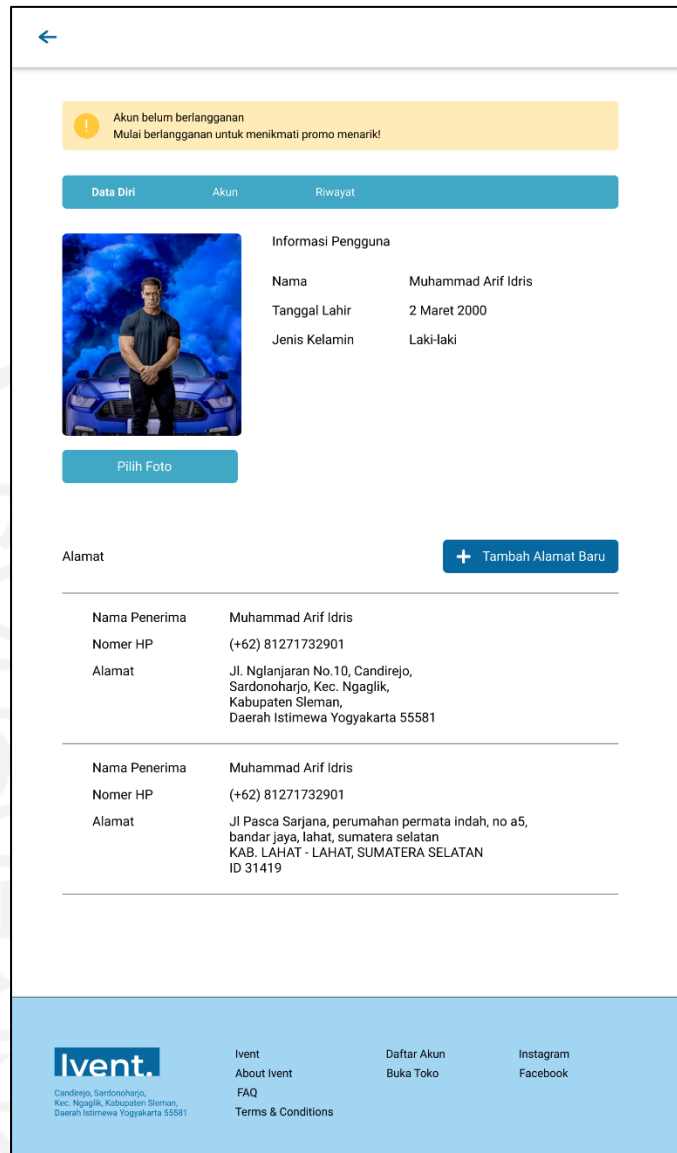 Akun belum berlangganan
Mulai berlangganan untuk menikmati promo menarik!
Data Diri Akun Riwayat
Informasi Pengguna
Nama Muhammad Arif Idris
Tanggal Lahir 2 Maret 2000
Jenis Kelamin Laki-laki
Pilih Foto
Alamat
Tambah Alamat Baru
Nama Penerima Muhammad Arif Idris
Nomer HP (+62) 81271732901
Alamat Jl. Nglanjaran No.10, Candirejo,
Sardonoharjo, Kec. Ngaglik,
Kabupaten Sleman,
Daerah Istimewa Yogyakarta 55581
Nama Penerima Muhammad Arif Idris
Nomer HP (+62) 81271732901
Alamat Jl Pasca Sarjana, perumahan permata indah, no a5,
bandar jaya, lahat, sumatera selatan
KAB. LAHAT - LAHAT, SUMATERA SELATAN
ID 31419
Ivent.
Candirejo, Sardonoharjo,
Kec. Ngaglik, Kabupaten Sleman,
Daerah Istimewa Yogyakarta 55581
Ivent
About Ivent
FAQ
Terms & Conditions
Daftar Akun
Buka Toko
Instagram
Facebook